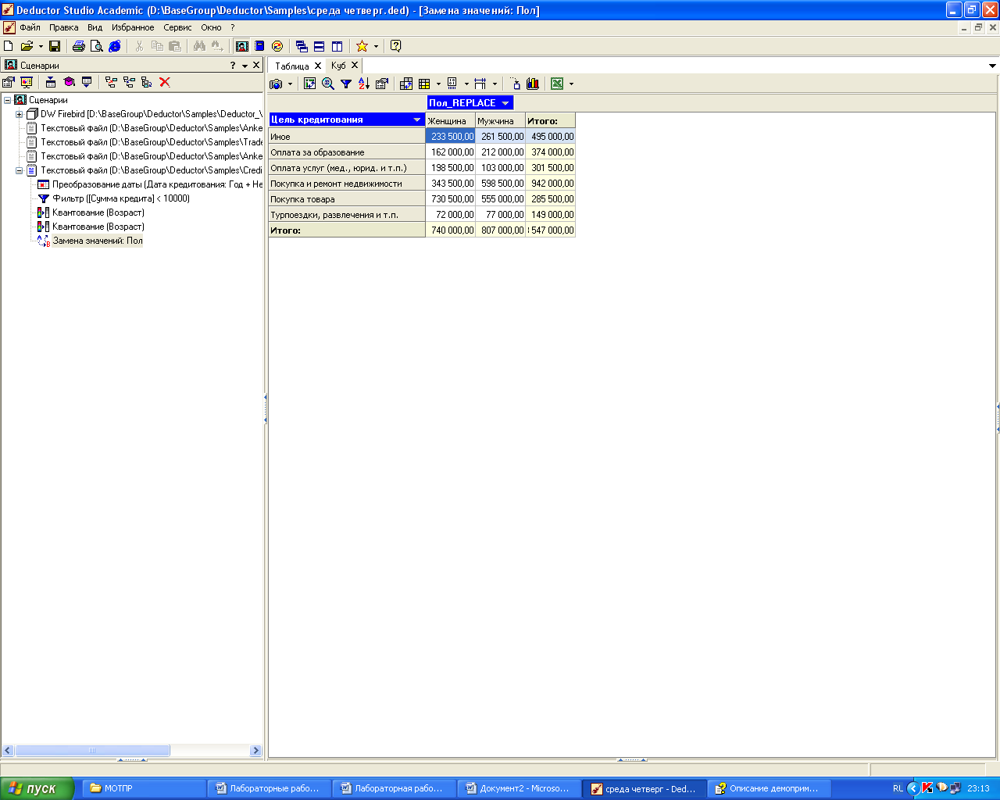 Deductor Studio Academic (D:\BaseGroup\Deductor\Samples\среда четверг.ded) - [Замена значений: Пол]
Файл Правка Вид Избранное Сервис Окно ?
Сценарии ?
Таблица Куб
Сценарии
DW Firebird [D:\BaseGroup\Deductor\Samples\Deductor_\
Текстовый файл (D:\BaseGroup\Deductor\Samples\Anke
Текстовый файл (D:\BaseGroup\Deductor\Samples\Trade
Текстовый файл (D:\BaseGroup\Deductor\Samples\Anke
Текстовый файл (D:\BaseGroup\Deductor\Samples\Credi
Преобразование даты (Дата кредитования: Год + Не
Фильтр ([Сумма кредита] < 10000)
Квантование (Возраст)
Квантование (Возраст)
Замена значений: Пол
Пол_REPLACE
Цель кредитования Женщина Мужчина Итого:
Иное 233 500,00 261 500,00 495 000,00
Оплата за образование 162 000,00 212 000,00 374 000,00
Оплата услуг (мед., юрид. и т.п.) 198 500,00 103 000,00 301 500,00
Покупка и ремонт недвижимости 343 500,00 598 500,00 942 000,00
Покупка товара 730 500,00 555 000,00 285 500,00
Турпоездки, развлечения и т.п. 72 000,00 77 000,00 149 000,00
Итого: 740 000,00 807 000,00 547 000,00
пуск МОТПР Лабораторные рабо... Лабораторная рабо... Документ2 - Microso... среда четверг - Ded... Описание демоприм... RL 23:13